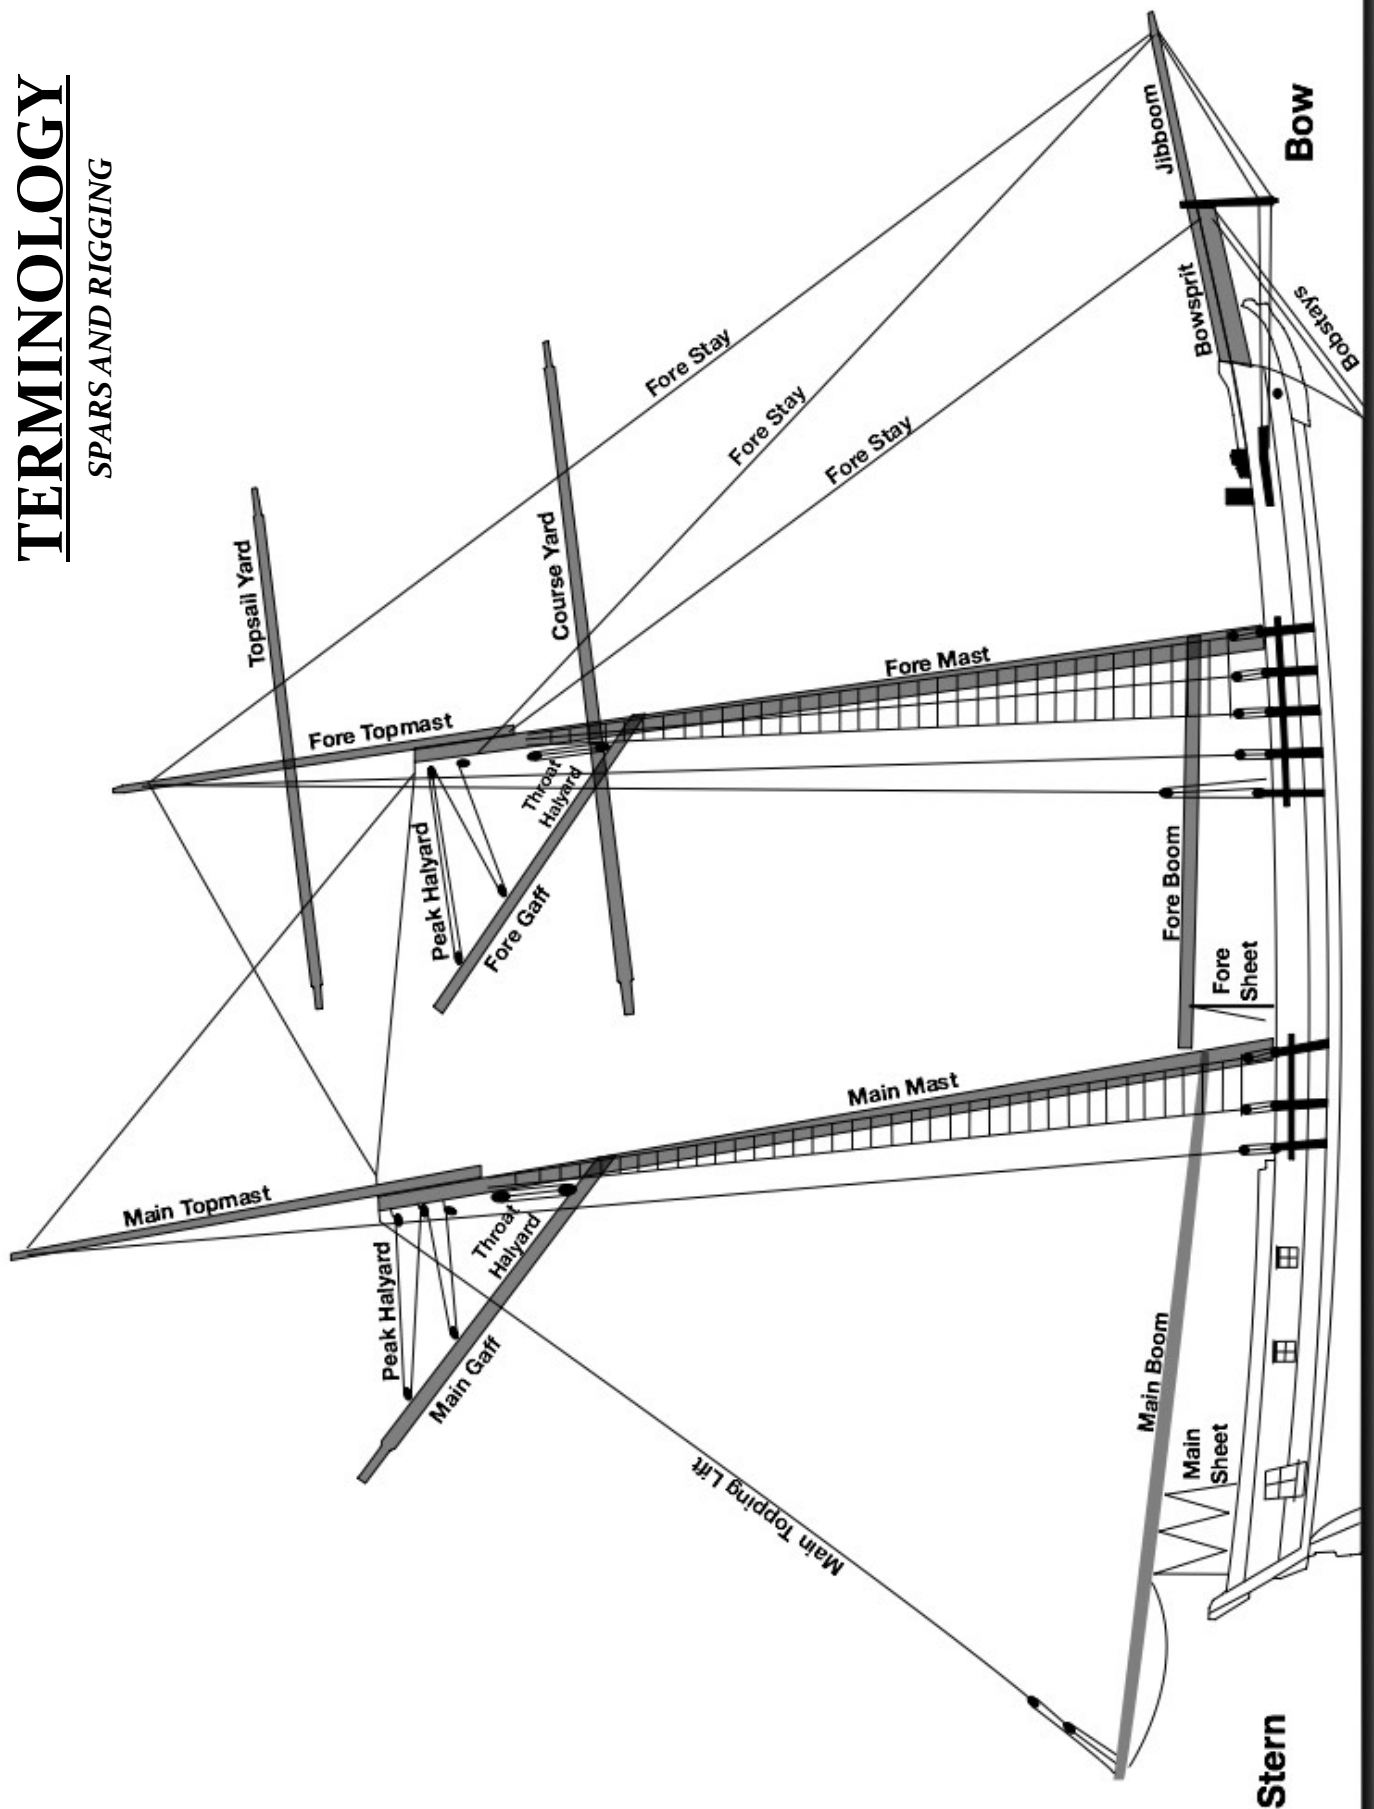 TERMINOLOGY
SPARS AND RIGGING
Main Topmast
Fore Topmast
Topsail Yard
Peak Halyard
Throat
Halyard
Main Gaff
Peak Halyard
Throat
Halyard
Fore Gaff
Course Yard
Fore Stay
Fore Stay
Fore Stay
Main Topping Lift
Main Mast
Fore Mast
Main Boom
Fore Boom
Bowsprit
Jibboom
Main
Sheet
Fore
Sheet
Bobstays
Stern
Bow